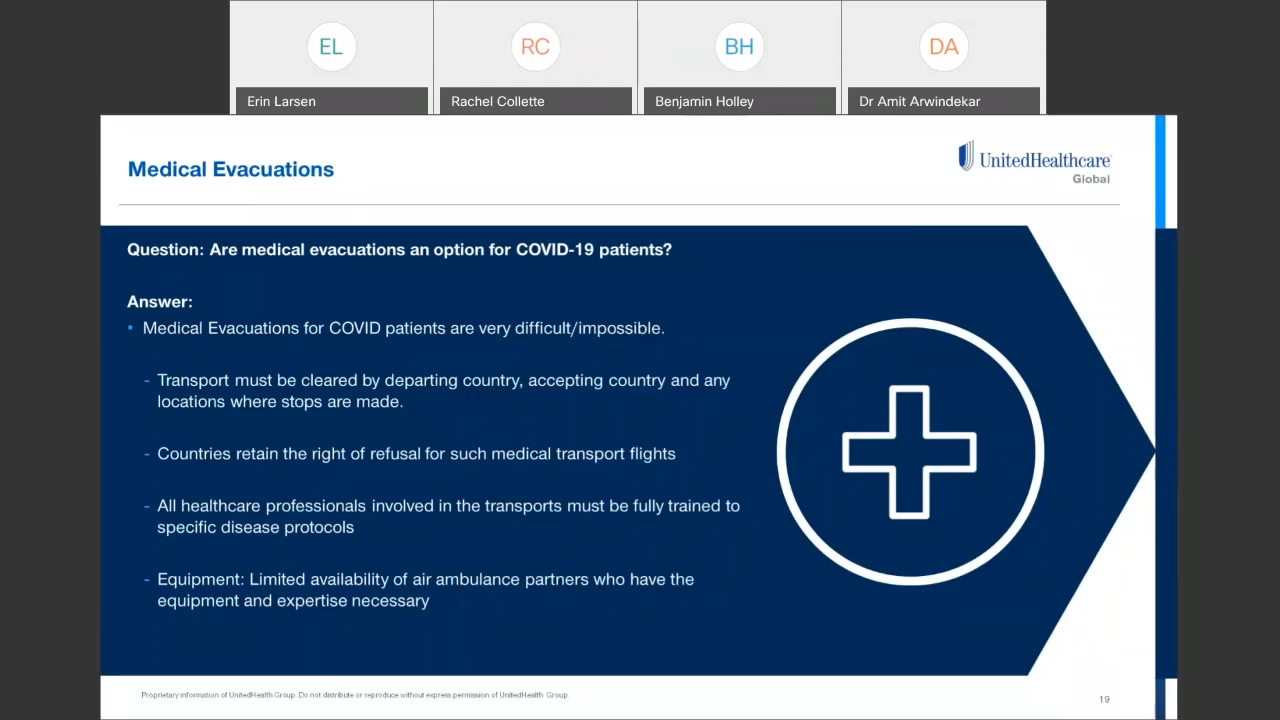 EL
RC
BH
DA
Erin Larsen
Rachel Collette
Benjamin Holley
Dr Amit Arwindekar
Medical Evacuations
UnitedHealthcare
Global
Question: Are medical evacuations an option for COVID-19 patients?
Answer:
• Medical Evacuations for COVID patients are very difficult/impossible.
- Transport must be cleared by departing country, accepting country and any
locations where stops are made.
- Countries retain the right of refusal for such medical transport flights
- All healthcare professionals involved in the transports must be fully trained to
specific disease protocols
- Equipment: Limited availability of air ambulance partners who have the
equipment and expertise necessary
Proprietary information of UnitedHealth Group. Do not distribute or reproduce without express permission of UnitedHealth Group.
19